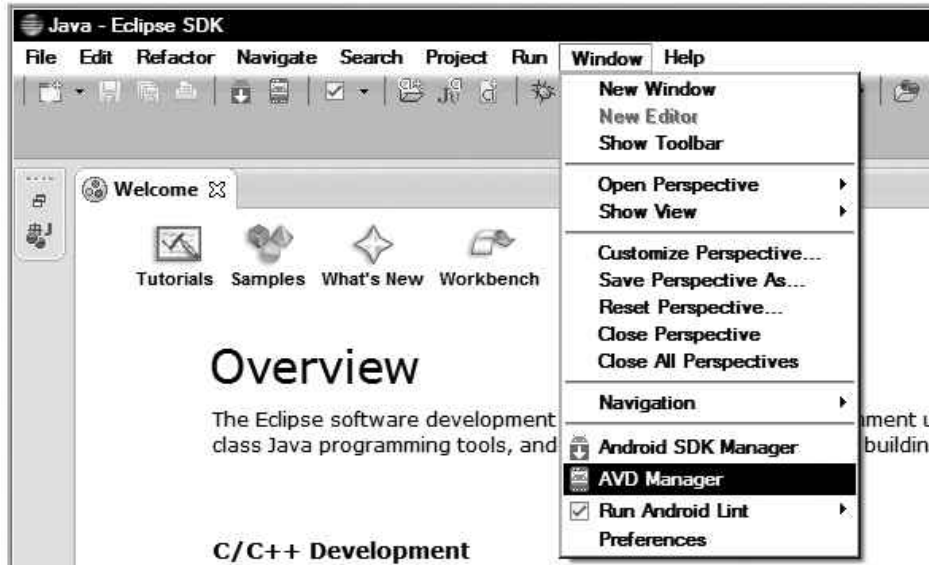 Java - Eclipse SDK
File Edit Refactor Navigate Search Project Run Window Help
New Window
New Editor
Show Toolbar
Open Perspective
Show View
Customize Perspective...
Save Perspective As...
Reset Perspective...
Close Perspective
Close All Perspectives
Navigation
Android SDK Manager
AVD Manager
Run Android Lint
Preferences
Welcome
Tutorials Samples What's New Workbench
Overview
The Eclipse software development
class Java programming tools, and buildin
C/C++ Development